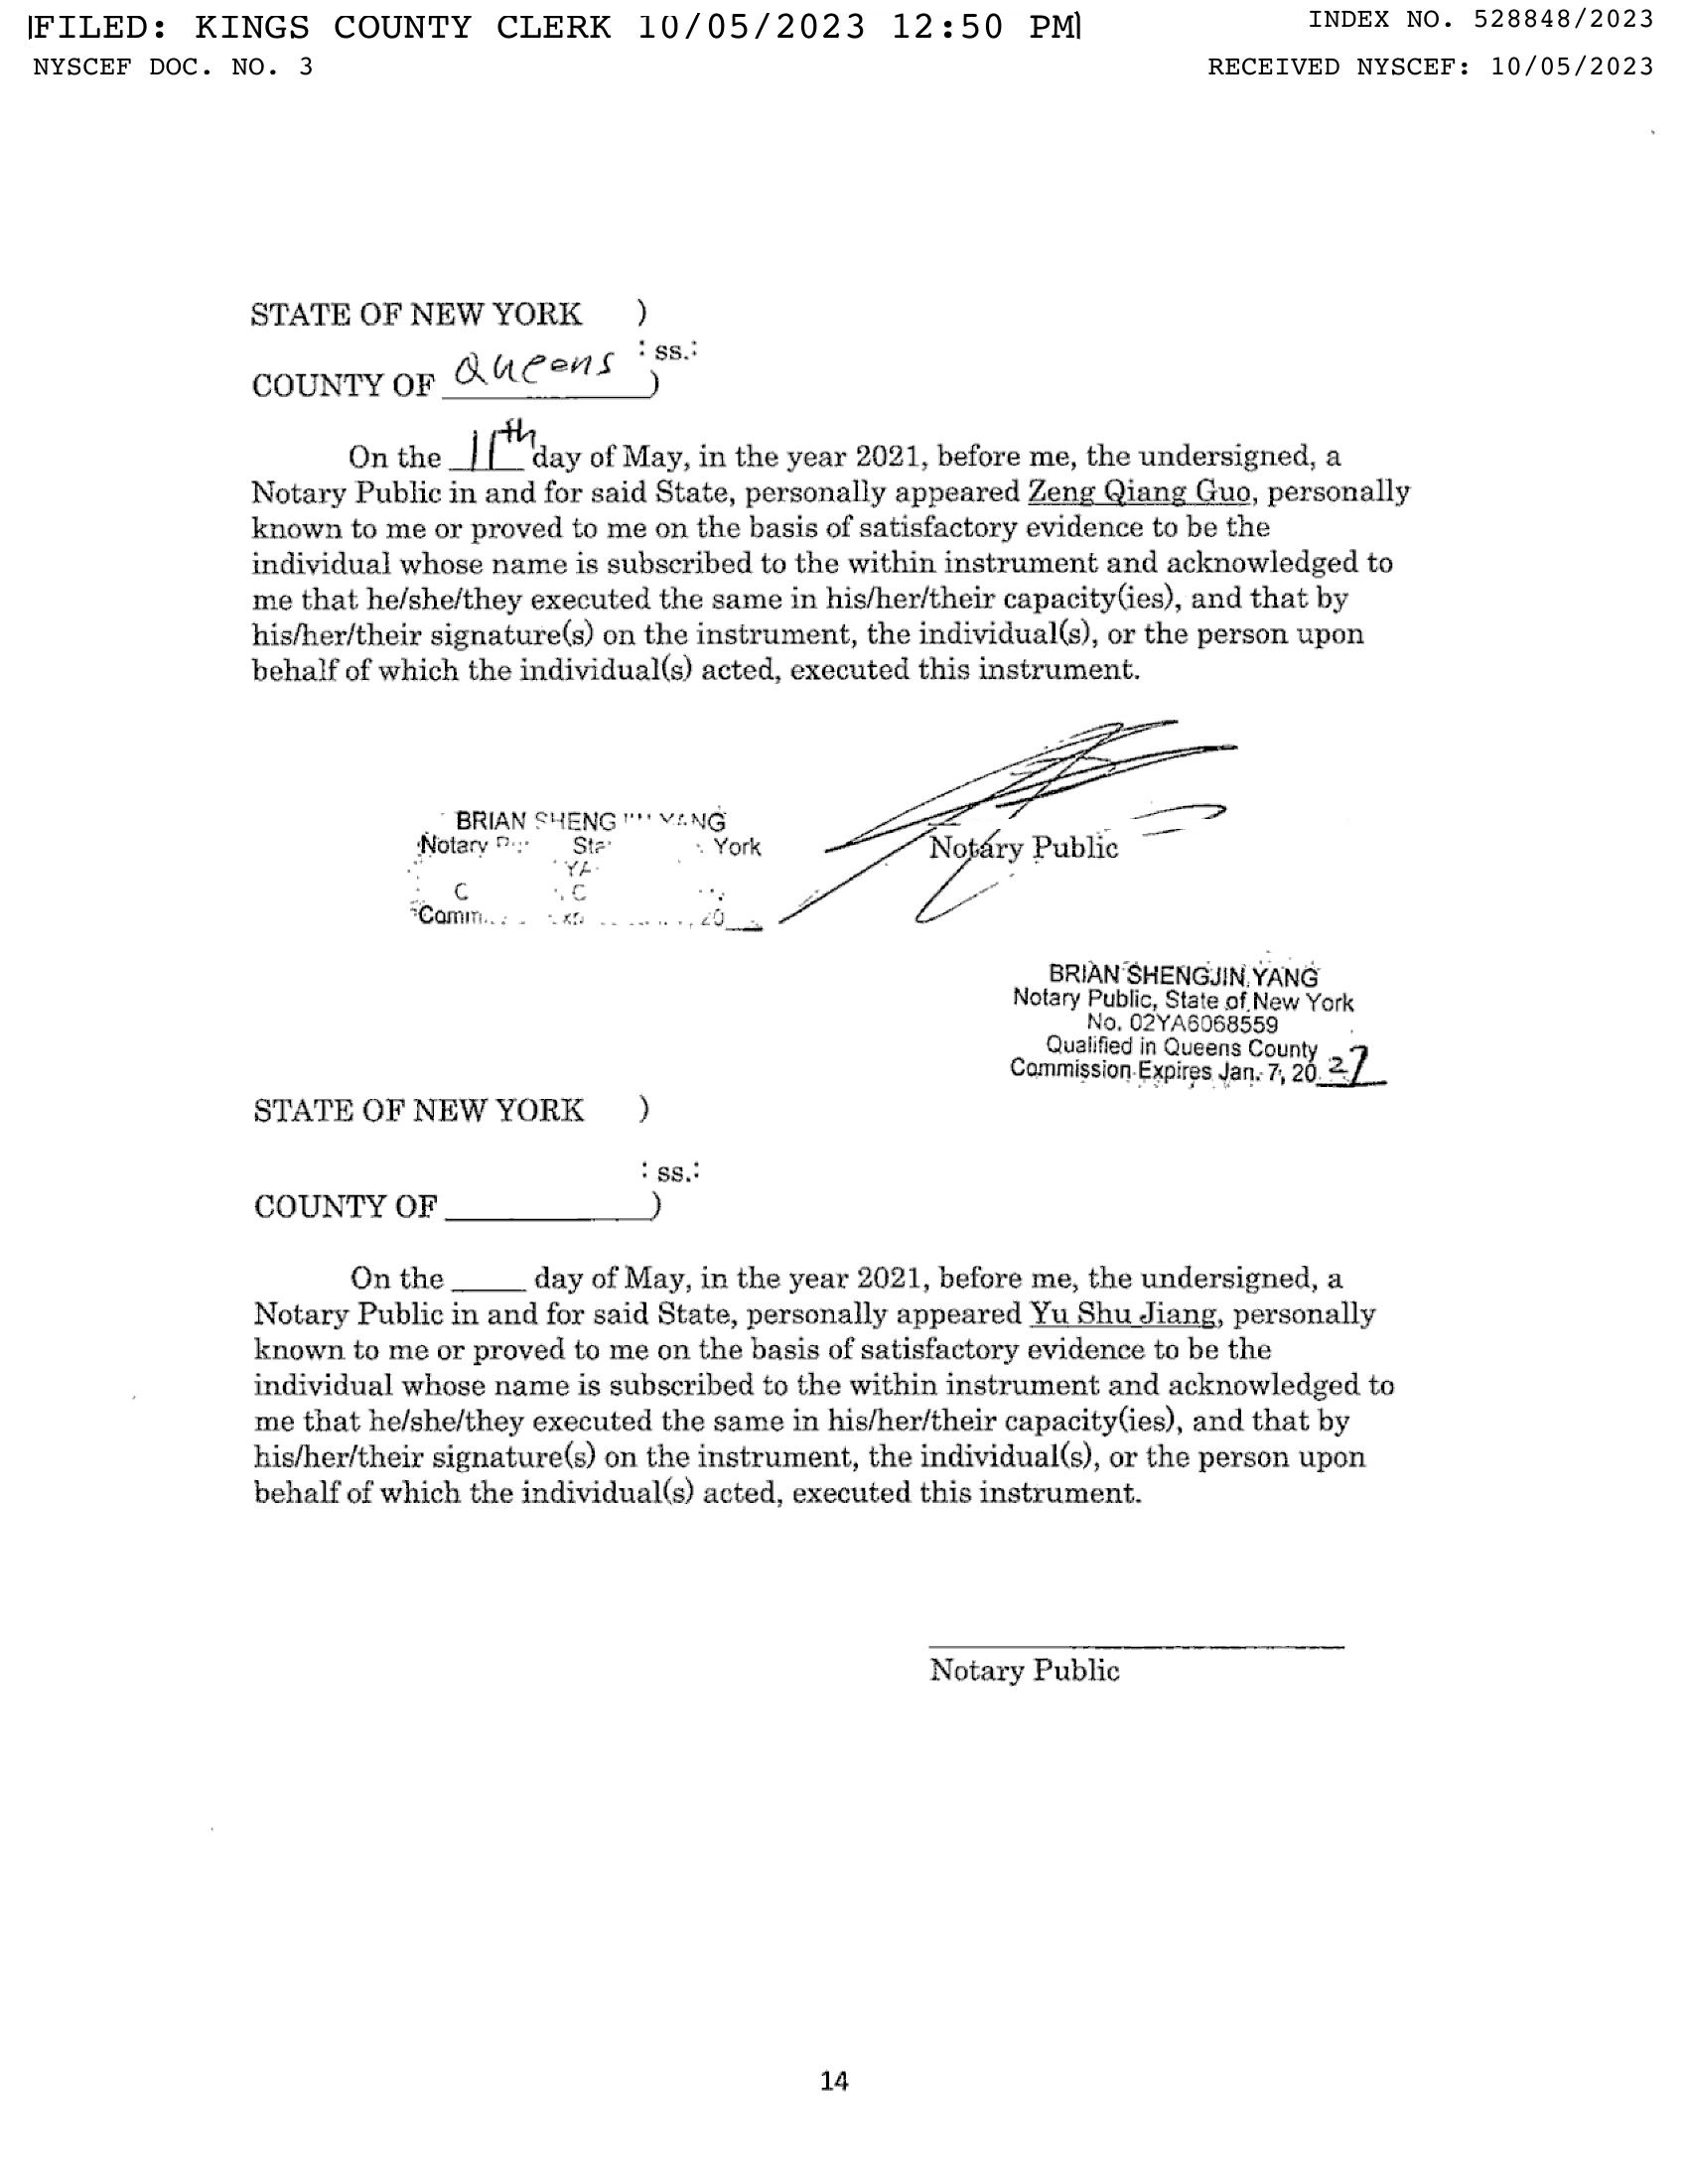 FILED: KINGS COUNTY CLERK 10/05/2023 12:50 PM
INDEX NO. 528848/2023
NYSCEF DOC. NO. 3
RECEIVED NYSCEF: 10/05/2023
STATE OF NEW YORK )
: ss.:
COUNTY OF Queens )
On the 11th day of May, in the year 2021, before me, the undersigned, a
Notary Public in and for said State, personally appeared Zeng Qiang Guo, personally
known to me or proved to me on the basis of satisfactory evidence to be the
individual whose name is subscribed to the within instrument and acknowledged to
me that he/she/they executed the same in his/her/their capacity(ies), and that by
his/her/their signature(s) on the instrument, the individual(s), or the person upon
behalf of which the individual(s) acted, executed this instrument.
BRIAN SHENG YANG
Notary York
20
Notary Public
BRIAN SHENGJIN YANG
Notary Public, State of New York
No. 02YA6068559
Qualified in Queens County
Commission Expires Jan. 7, 20
STATE OF NEW YORK )
: ss.:
COUNTY OF ____ )
On the ____ day of May, in the year 2021, before me, the undersigned, a
Notary Public in and for said State, personally appeared Yu Shu Jiang, personally
known to me or proved to me on the basis of satisfactory evidence to be the
individual whose name is subscribed to the within instrument and acknowledged to
me that he/she/they executed the same in his/her/their capacity(ies), and that by
his/her/their signature(s) on the instrument, the individual(s), or the person upon
behalf of which the individual(s) acted, executed this instrument.
Notary Public
14